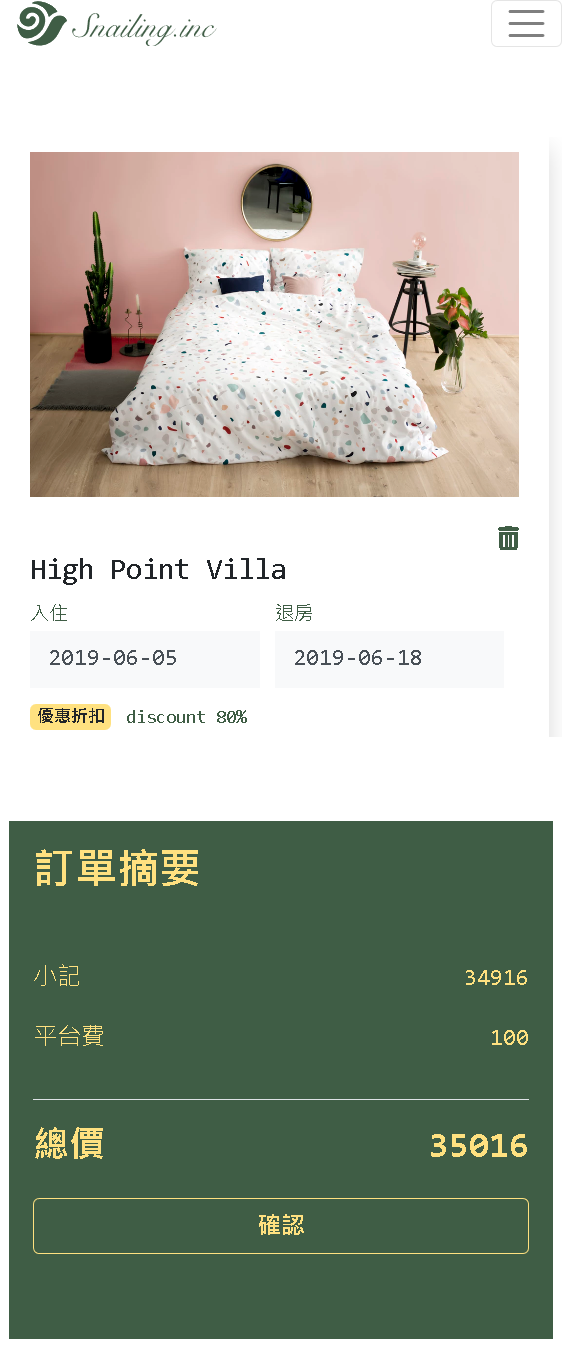 Snailing.inc
High Point Villa
入住 退房
2019-06-05 2019-06-18
優惠折扣 discount 80%
訂單摘要
小記 34916
平台費 100
總價 35016
確認